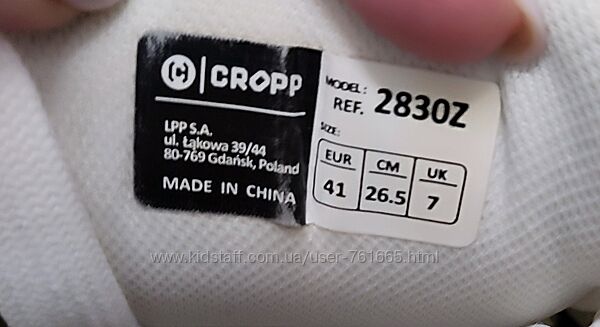 CROPP
LPP S.A.
ul. Łąkowa 39/44
80-769 Gdańsk, Poland
MADE IN CHINA
MODEL:
REF. 2830Z
SIZE:
EUR CM UK
41 26.5 7
www.kidstaff.com.ua/user-761665.html